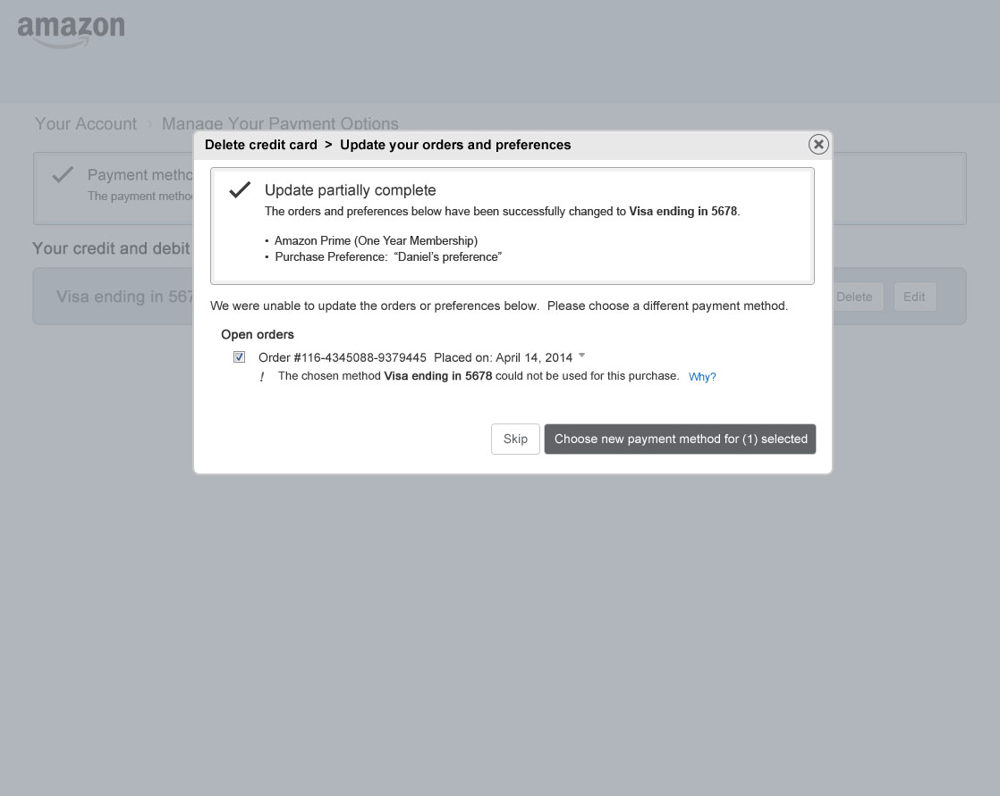 amazon
Your Account › Manage Your Payment Options
Delete credit card > Update your orders and preferences
Payment metho
The payment metho
Update partially complete
The orders and preferences below have been successfully changed to Visa ending in 5678.
• Amazon Prime (One Year Membership)
• Purchase Preference: “Daniel’s preference”
Your credit and debit
Visa ending in 567
Delete
Edit
We were unable to update the orders or preferences below. Please choose a different payment method.
Open orders
Order #116-4345088-9379445 Placed on: April 14, 2014
! The chosen method Visa ending in 5678 could not be used for this purchase. Why?
Skip
Choose new payment method for (1) selected